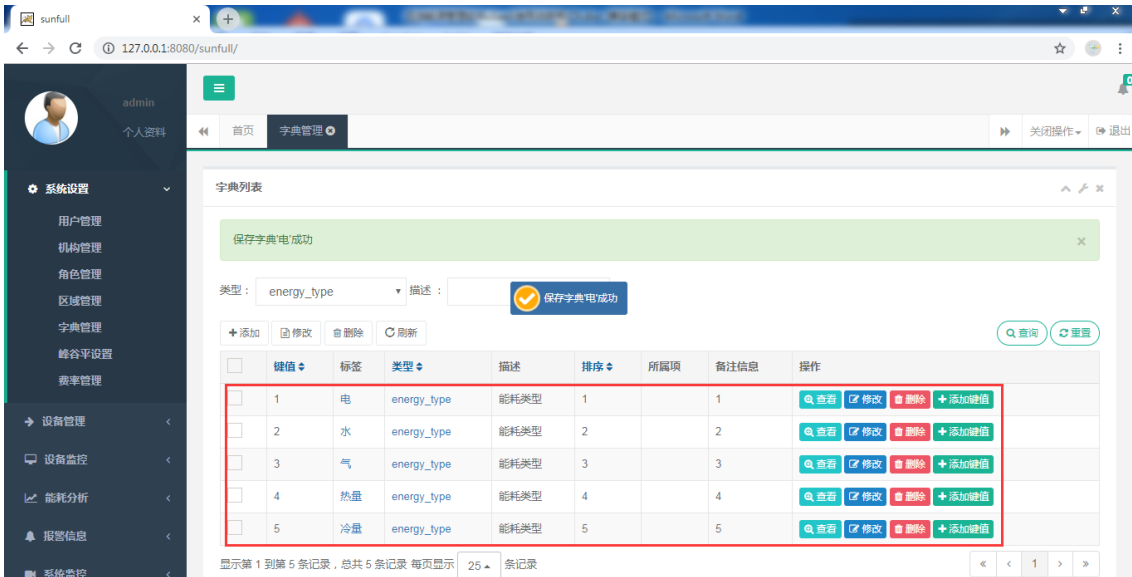 sunfull
127.0.0.1:8080/sunfull/
admin
个人资料
首页
字典管理
关闭操作
退出
0
系统设置
用户管理
机构管理
角色管理
区域管理
字典管理
峰谷平设置
费率管理
设备管理
设备监控
能耗分析
报警信息
系统监控
字典列表
保存字典'电'成功
类型： energy_type 描述 ：
保存字典'电'成功
添加 修改 删除 刷新 查询 重置
键值 标签 类型 描述 排序 所属项 备注信息 操作
1 电 energy_type 能耗类型 1 1 查看 修改 删除 添加键值
2 水 energy_type 能耗类型 2 2 查看 修改 删除 添加键值
3 气 energy_type 能耗类型 3 3 查看 修改 删除 添加键值
4 热量 energy_type 能耗类型 4 4 查看 修改 删除 添加键值
5 冷量 energy_type 能耗类型 5 5 查看 修改 删除 添加键值
显示第 1 到第 5 条记录，总共 5 条记录 每页显示 25 条记录
« ‹ 1 › »